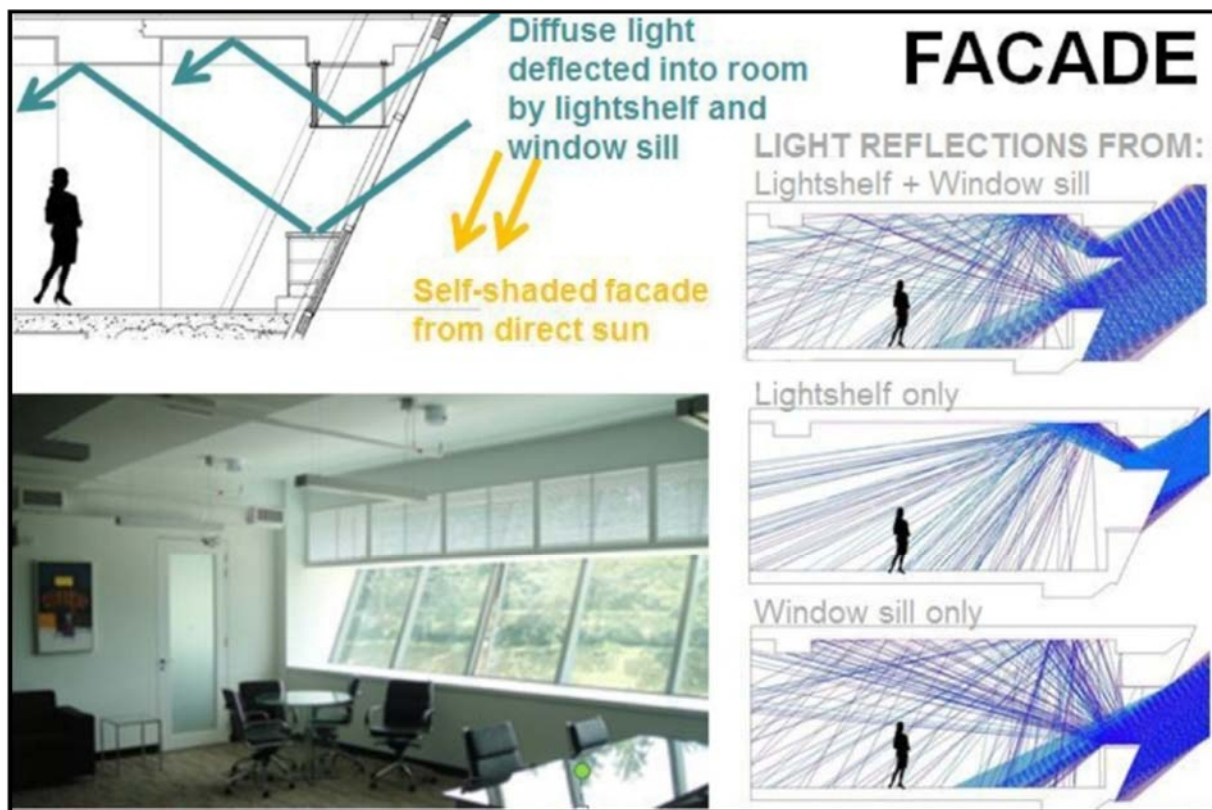 Diffuse light
deflected into room
by lightshelf and
window sill
Self-shaded facade
from direct sun
FACADE
LIGHT REFLECTIONS FROM:
Lightshelf + Window sill
Lightshelf only
Window sill only